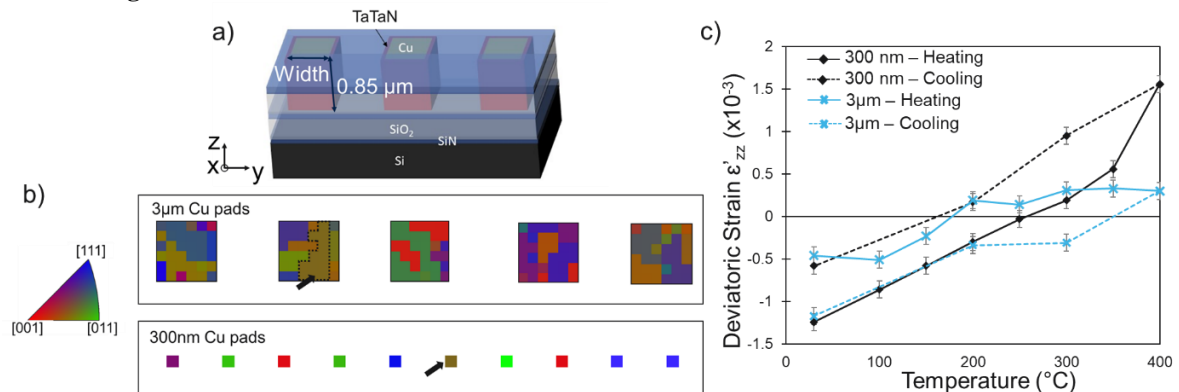 a)
TaTaN
Cu
Width
0.85 µm
SiO2
SiN
Si
z
x
y
b)
3µm Cu pads
[111]
[001]
[011]
300nm Cu pads
c)
300 nm – Heating
300 nm – Cooling
3µm – Heating
3µm – Cooling
Deviatoric Strain ε'zz (x10-3)
2
1.5
1
0.5
0
-0.5
-1
-1.5
0
100
200
300
400
Temperature (°C)